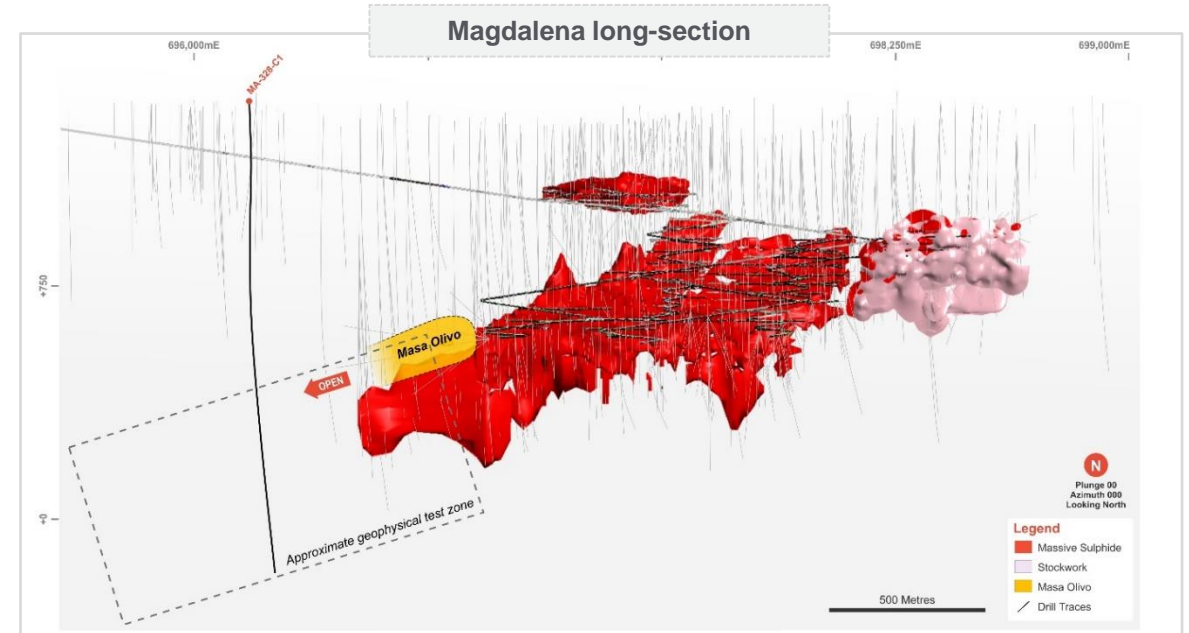 Magdalena long-section
696,000mE
698,250mE
699,000mE
MA-328-C1
+750
Masa Olivo
OPEN
+0
Approximate geophysical test zone
N
Plunge 00
Azimuth 000
Looking North
Legend
Massive Sulphide
Stockwork
Masa Olivo
Drill Traces
500 Metres